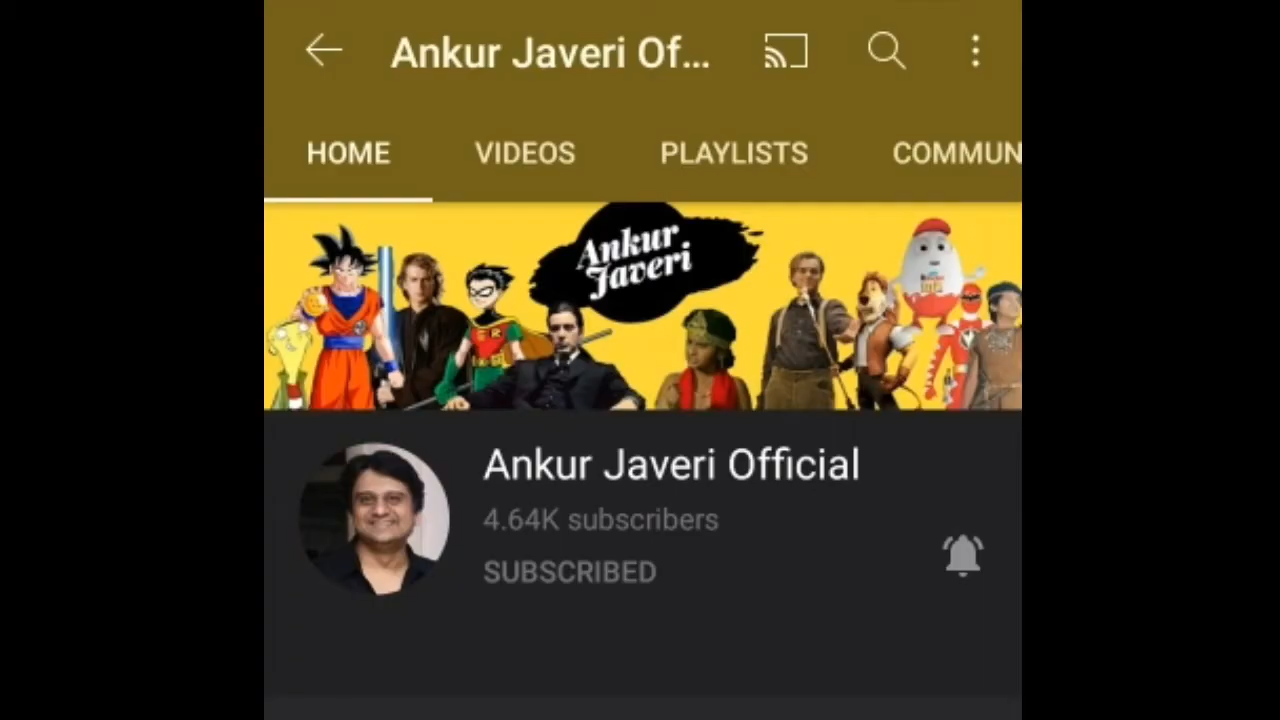 Ankur Javeri Of...
HOME VIDEOS PLAYLISTS COMMUN
Ankur
Javeri
R
Ankur Javeri Official
4.64K subscribers
SUBSCRIBED